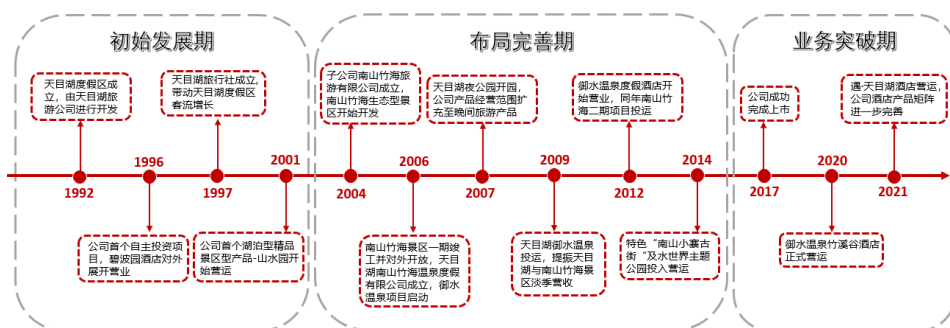 初始发展期
布局完善期
业务突破期
天目湖度假区成
立，由天目湖旅
游公司进行开发
天目湖旅行社成立，
带动天目湖度假区
客流增长
子公司南山竹海旅
游有限公司成立，
南山竹海生态型景
区开始开发
天目湖夜公园开园，
公司产品经营范围扩
充至晚间旅游产品
御水温泉度假酒店开
始营业，同年南山竹
海二期项目投运
公司成功
完成上市
遇·天目湖酒店营运，
公司酒店产品矩阵
进一步完善
1992
1996
1997
2001
2004
2006
2007
2009
2012
2014
2017
2020
2021
公司首个自主投资项
目，碧波园酒店对外
展开营业
公司首个湖泊型精品
景区型产品-山水园开
始营运
南山竹海景区一期竣
工并对外开放，天目
湖南山竹海温泉度假
有限公司成立，御水
温泉项目启动
天目湖御水温泉
投运，提振天目
湖与南山竹海景
区淡季营收
特色“南山小寨古
街”及水世界主题
公园投入营运
御水温泉竹溪谷酒店
正式营运